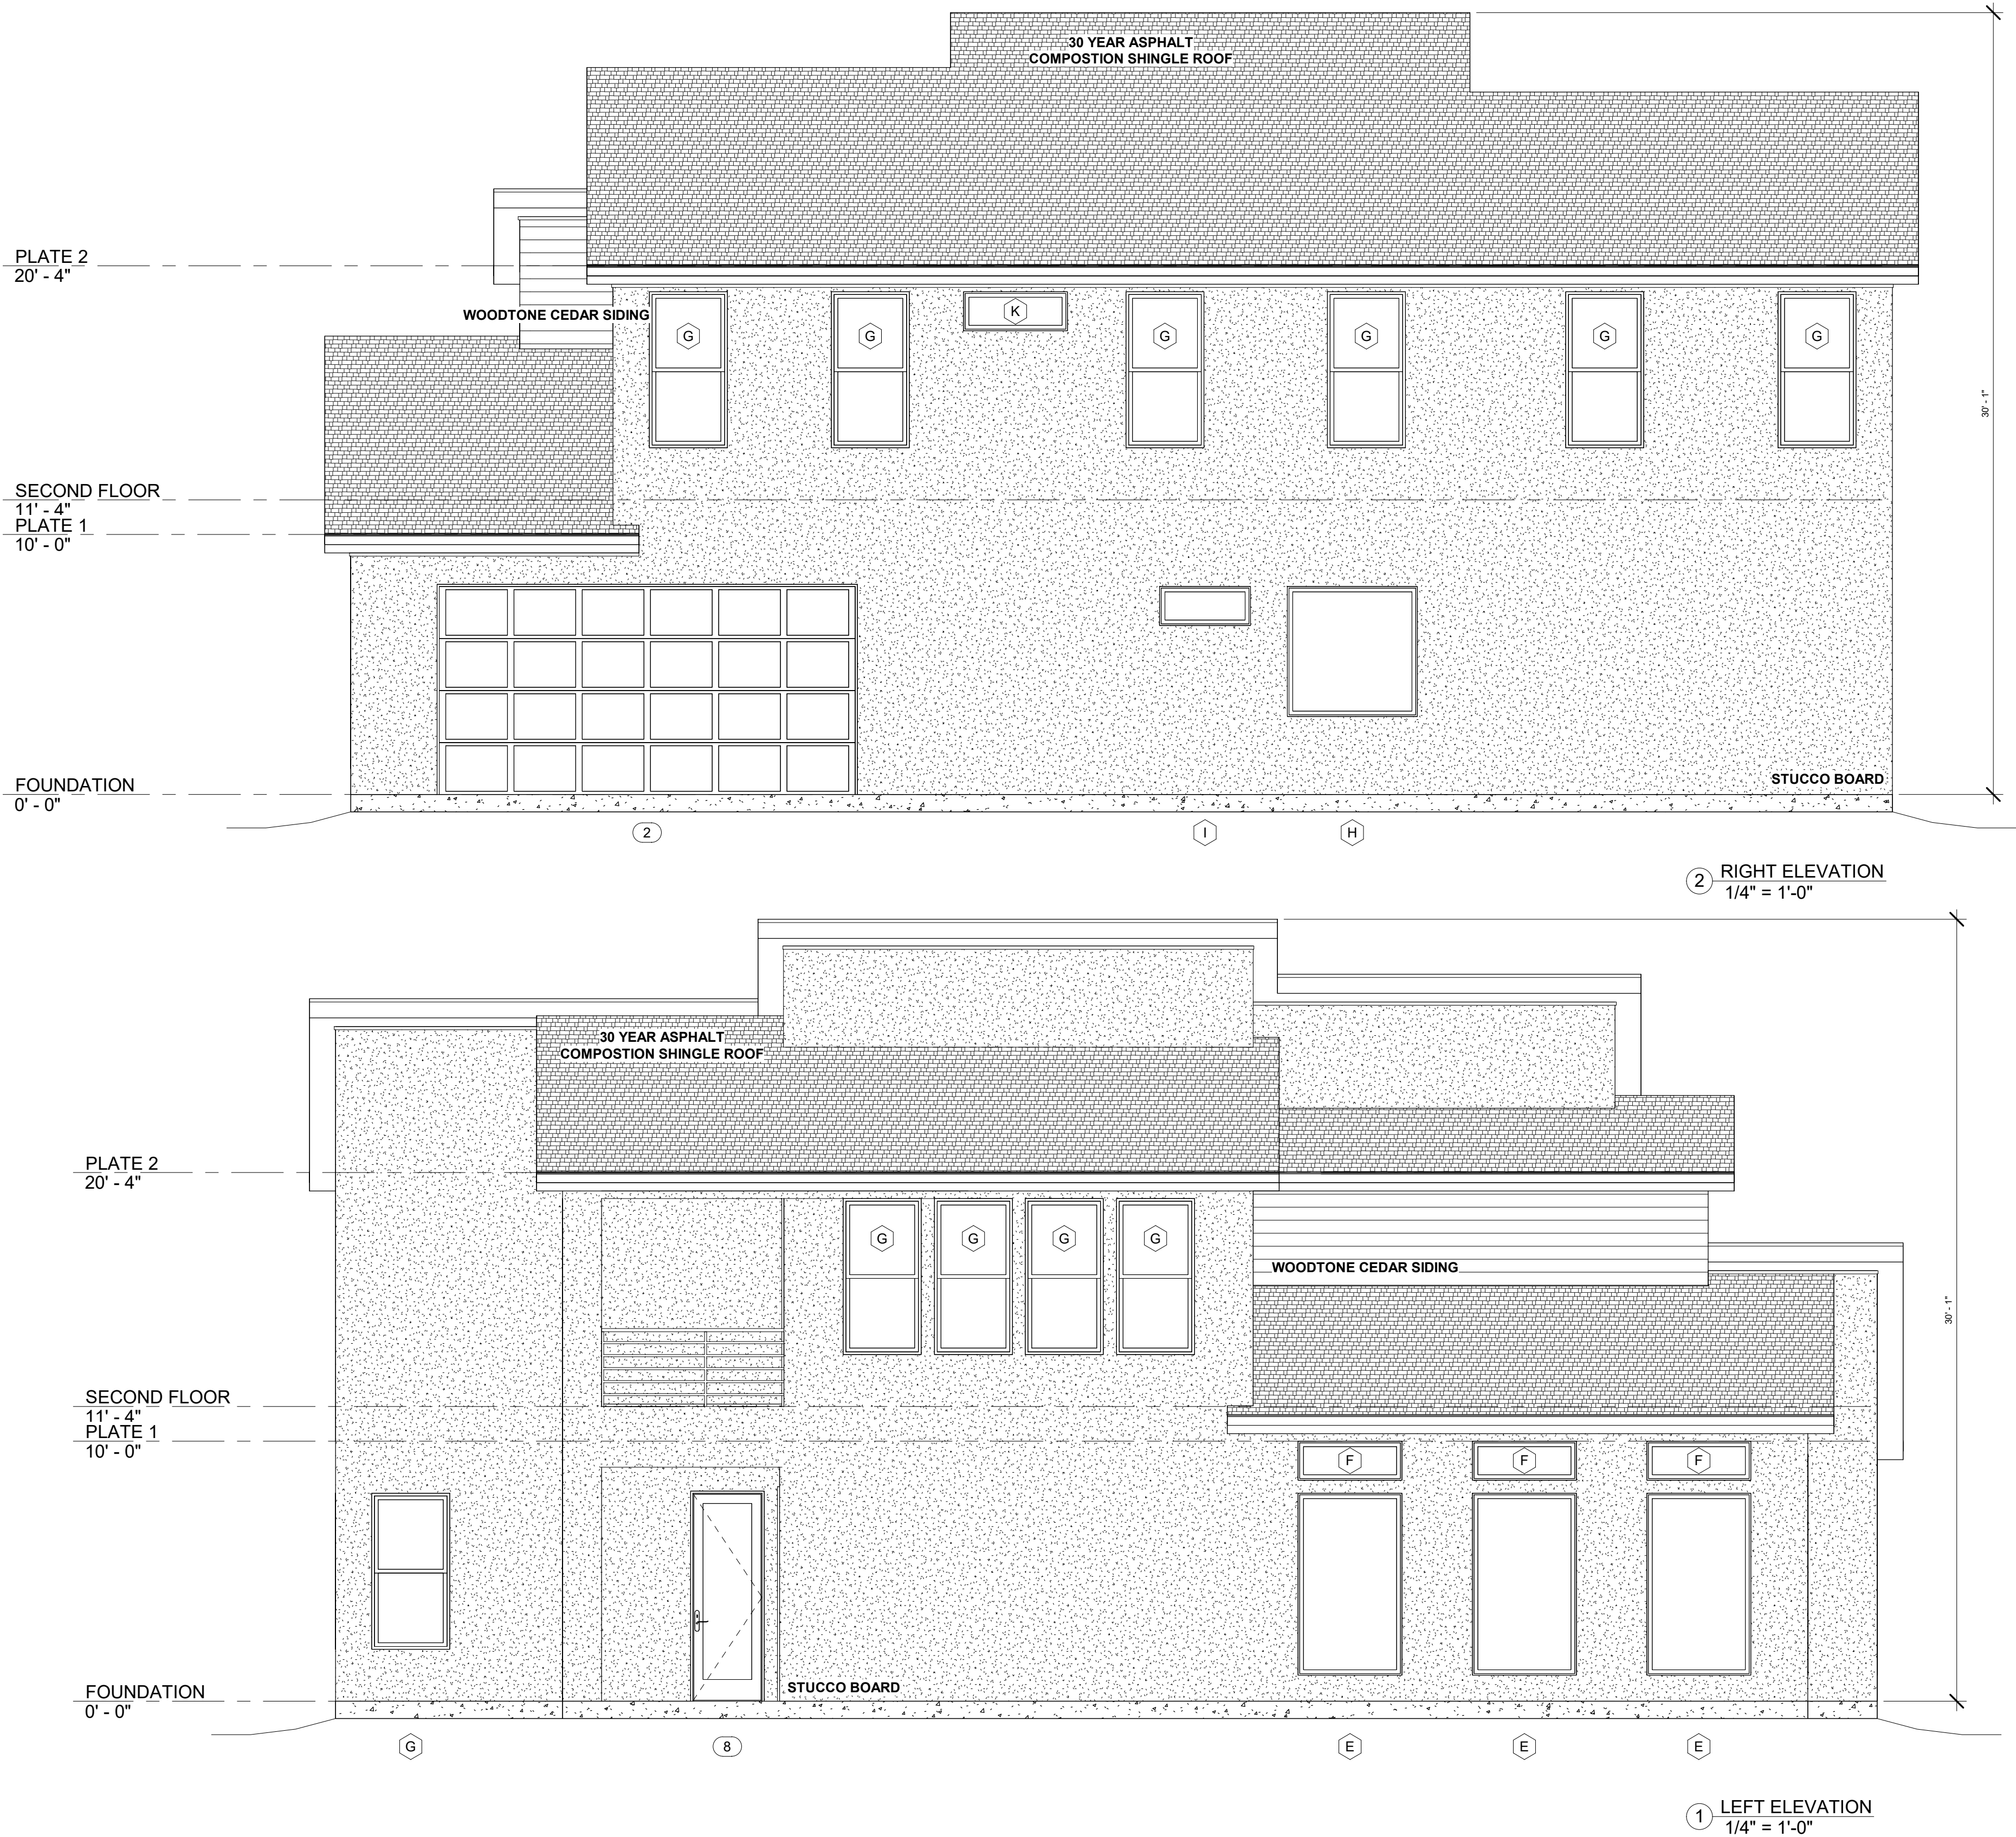 30 YEAR ASPHALT
COMPOSTION SHINGLE ROOF
PLATE 2
20' - 4"
WOODTONE CEDAR SIDING
K
G
G
G
G
G
G
30' - 1"
SECOND FLOOR
11' - 4"
PLATE 1
10' - 0"
STUCCO BOARD
FOUNDATION
0' - 0"
2
I
H
2
RIGHT ELEVATION
1/4" = 1'-0"
30 YEAR ASPHALT
COMPOSTION SHINGLE ROOF
PLATE 2
20' - 4"
G
G
G
G
WOODTONE CEDAR SIDING
30' - 1"
SECOND FLOOR
11' - 4"
PLATE 1
10' - 0"
F
F
F
STUCCO BOARD
FOUNDATION
0' - 0"
G
8
E
E
E
1
LEFT ELEVATION
1/4" = 1'-0"